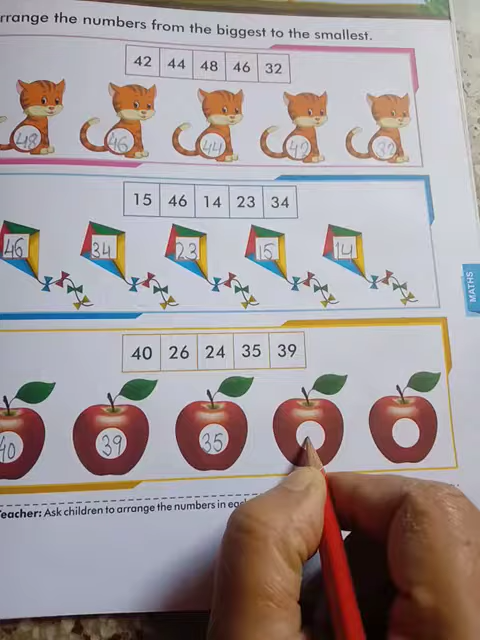 rrange the numbers from the biggest to the smallest.
42 44 48 46 32
48 46 44 42 32
15 46 14 23 34
46 34 23 15 14
MATHS
40 26 24 35 39
40 39 35
Teacher: Ask children to arrange the numbers in eac